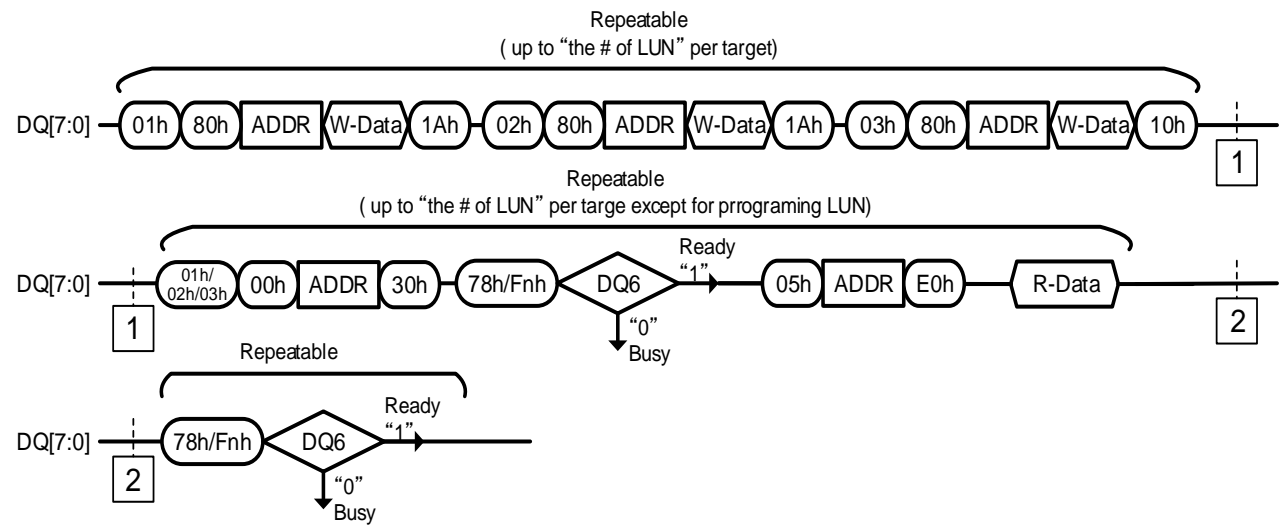 Repeatable
( up to “the # of LUN” per target)
DQ[7:0] 01h 80h ADDR W-Data 1Ah 02h 80h ADDR W-Data 1Ah 03h 80h ADDR W-Data 10h
1
Repeatable
( up to “the # of LUN” per targe except for prrograming LUN)
Ready
“1”
DQ[7:0] 01h/ 02h/03h 00h ADDR 30h 78h/Fnh DQ6 05h ADDR E0h R-Data
1
“0”
Busy
2
Repeatable
Ready
“1”
DQ[7:0] 78h/Fnh DQ6
2
“0”
Busy